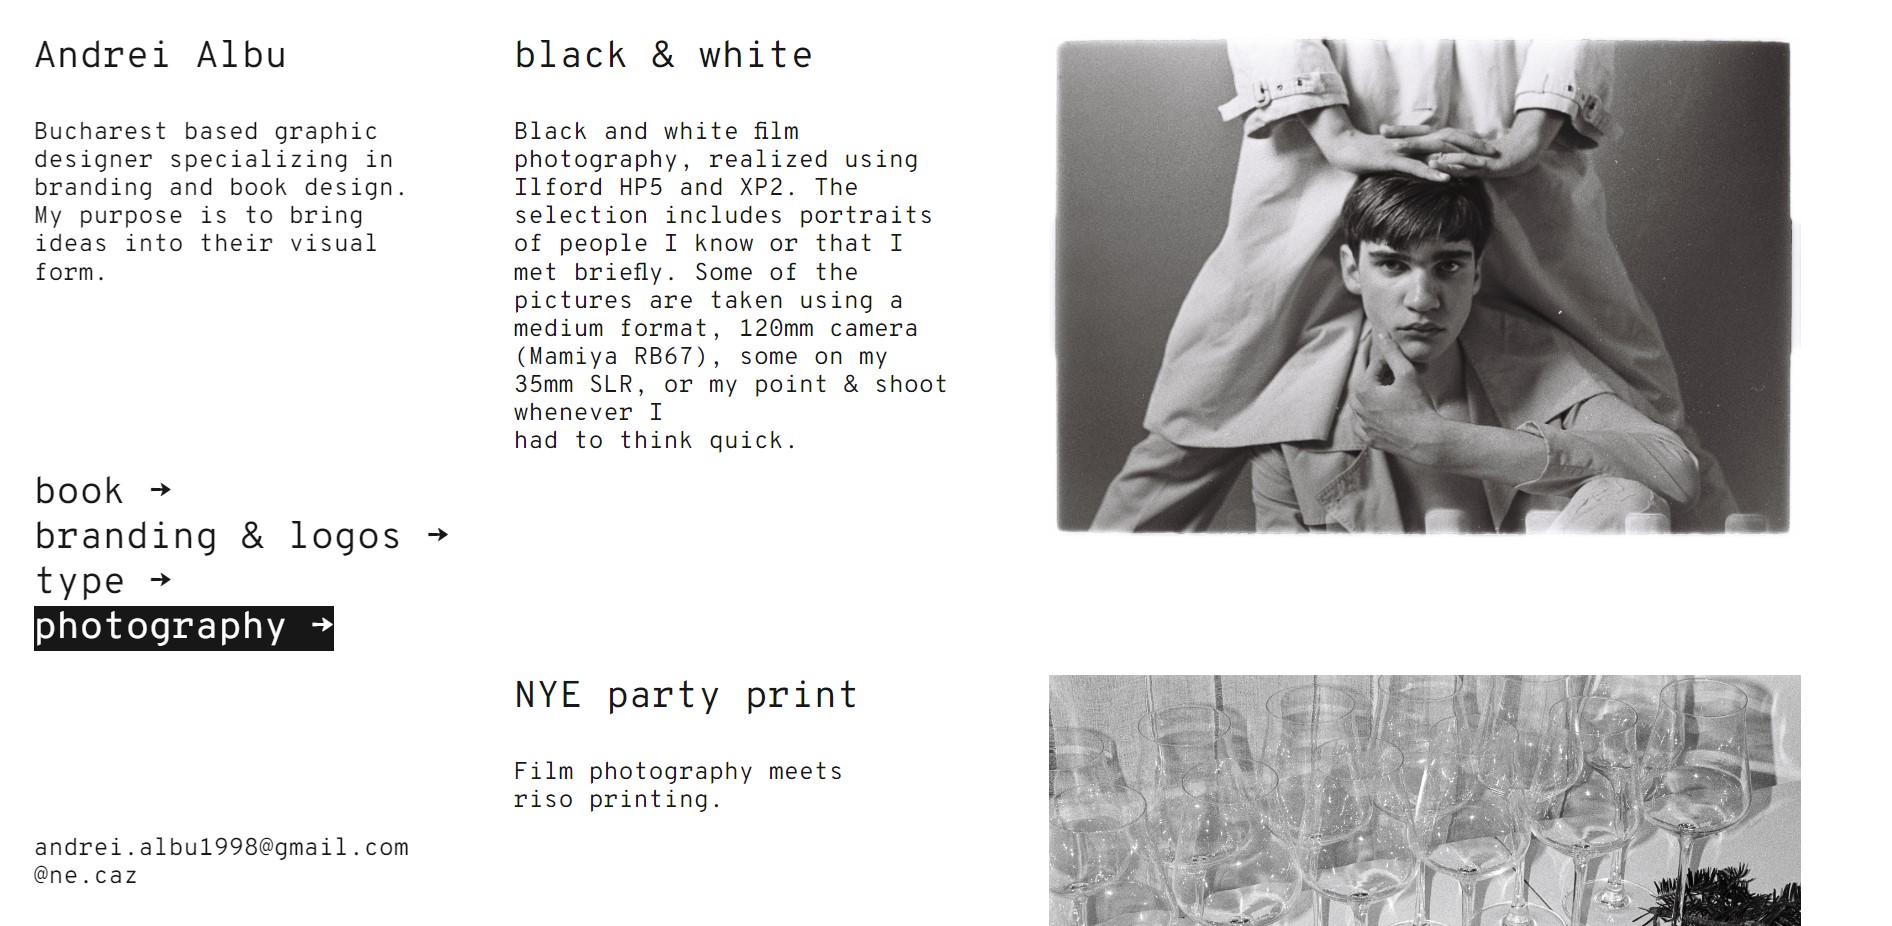 Andrei Albu
Bucharest based graphic
designer specializing in
branding and book design.
My purpose is to bring
ideas into their visual
form.
book →
branding & logos →
type →
photography →
andrei.albu1998@gmail.com
@ne.caz
black & white
Black and white film
photography, realized using
Ilford HP5 and XP2. The
selection includes portraits
of people I know or that I
met briefly. Some of the
pictures are taken using a
medium format, 120mm camera
(Mamiya RB67), some on my
35mm SLR, or my point & shoot
whenever I
had to think quick.
NYE party print
Film photography meets
riso printing.